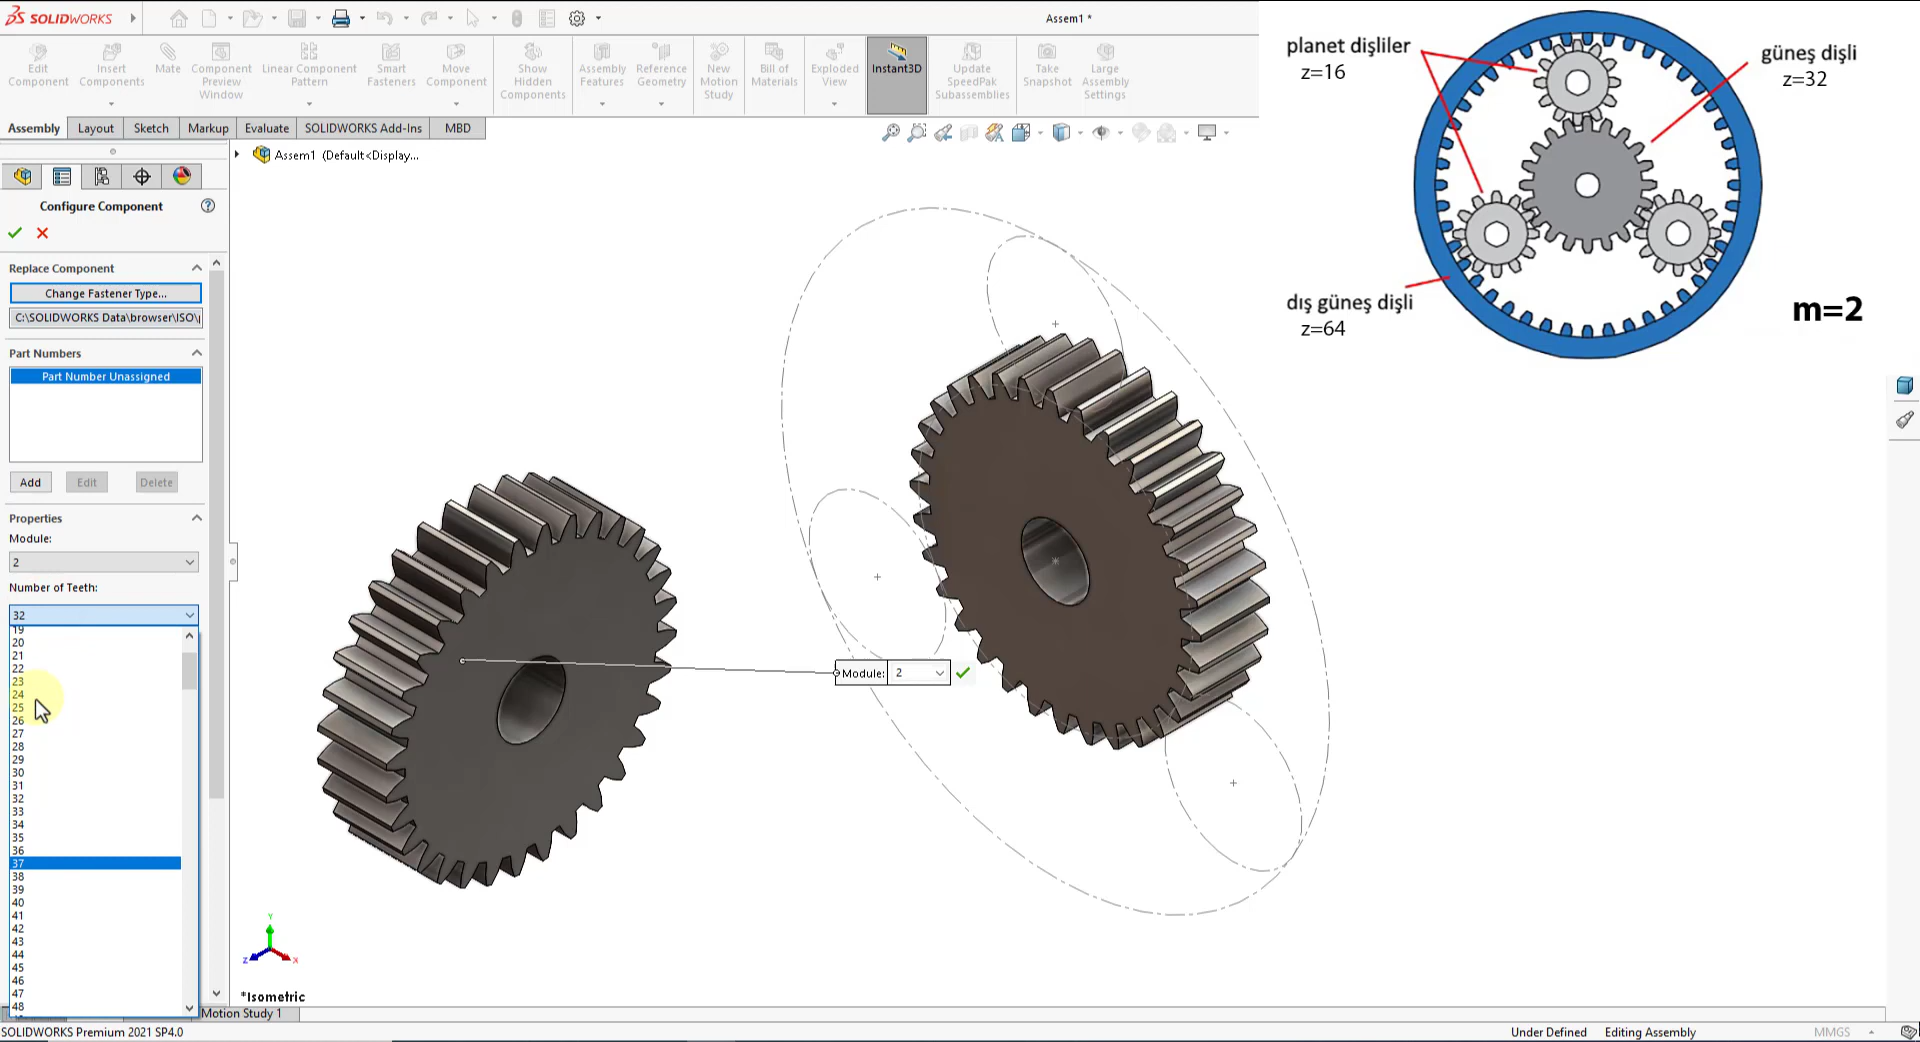 SOLIDWORKS
Assem1 *
Edit Component
Insert Components
Mate
Component Preview Window
Linear Component Pattern
Smart Fasteners
Move Component
Show Hidden Components
Assembly Features
Reference Geometry
New Motion Study
Bill of Materials
Exploded View
Instant3D
Update SpeedPak Subassemblies
Take Snapshot
Large Assembly Settings
Assembly
Layout
Sketch
Markup
Evaluate
SOLIDWORKS Add-Ins
MBD
Assem1 (Default<Display...
Configure Component
Replace Component
Change Fastener Type...
C:\SOLIDWORKS Data\browser\ISO\
Part Numbers
Part Number Unassigned
Add
Edit
Delete
Properties
Module:
2
Number of Teeth:
32
19
20
21
22
23
24
25
26
27
28
29
30
31
32
33
34
35
36
37
38
39
40
41
42
43
44
45
46
47
48
Module: 2
Y
Z
X
*Isometric
Motion Study 1
SOLIDWORKS Premium 2021 SP4.0
Under Defined
Editing Assembly
MMGS
planet dişliler
z=16
güneş dişli
z=32
dış güneş dişli
z=64
m=2